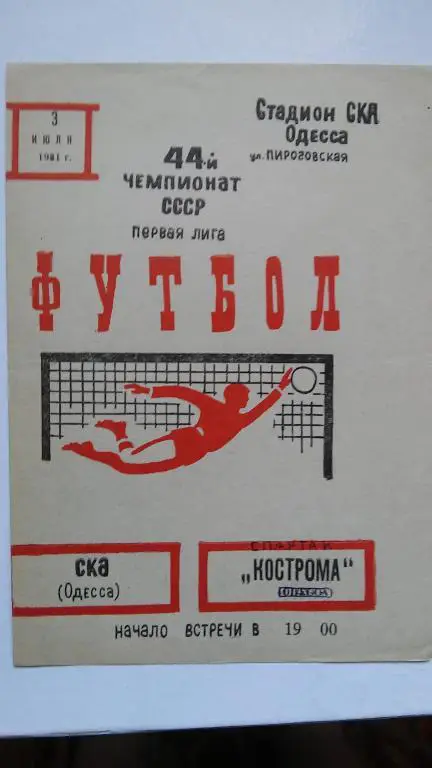 3
ИЮЛЯ
1981 г.
Стадион СКА
Одесса
ул. ПИРОГОВСКАЯ
44-й
ЧЕМПИОНАТ
СССР
ПЕРВАЯ ЛИГА
ФУТБОЛ
СКА
(Одесса)
СПАРТАК
„КОСТРОМА“
НАЧАЛО ВСТРЕЧИ В 19 00